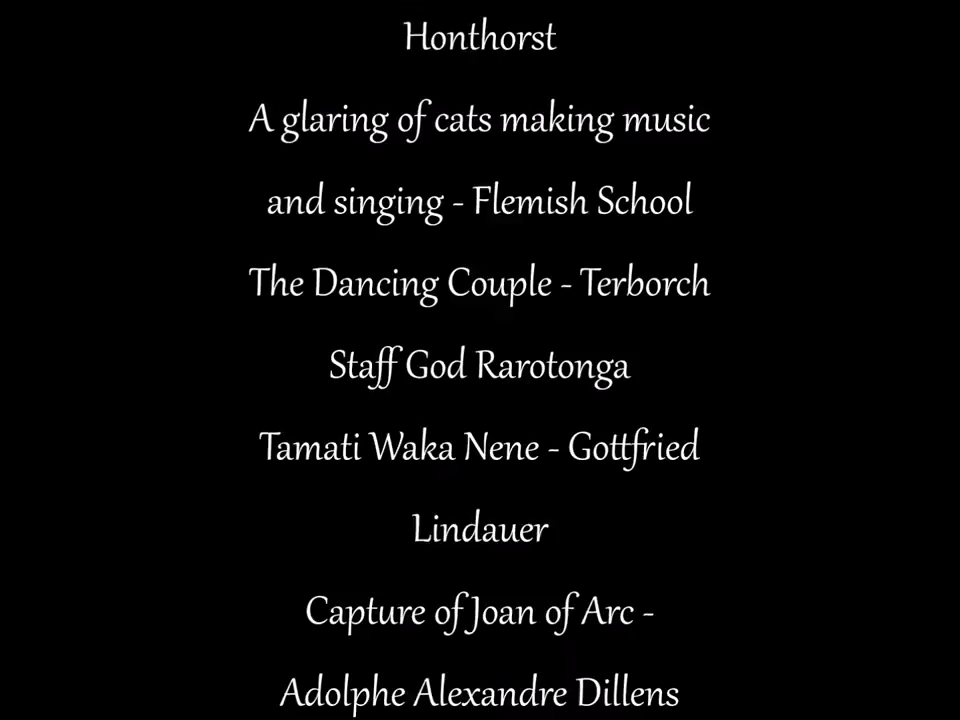 Honthorst
A glaring of cats making music
and singing - Flemish School
The Dancing Couple - Terborch
Staff God Rarotonga
Tamati Waka Nene - Gottfried
Lindauer
Capture of Joan of Arc -
Adolphe Alexandre Dillens